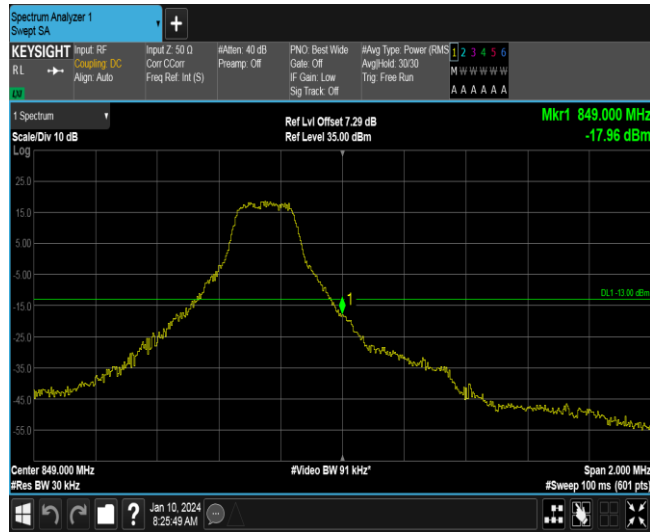 Spectrum Analyzer 1
Swept SA
+
KEYSIGHT
RL
LXI
Input: RF
Coupling: DC
Align: Auto
Input Z: 50 Ω
Corr CCorr
Freq Ref: Int (S)
#Atten: 40 dB
Preamp: Off
PNO: Best Wide
Gate: Off
IF Gain: Low
Sig Track: Off
#Avg Type: Power (RMS
Avg|Hold: 30/30
Trig: Free Run
1 2 3 4 5 6
M W W W W W
A A A A A A
1 Spectrum
Scale/Div 10 dB
Log
Ref Lvl Offset 7.29 dB
Ref Level 35.00 dBm
Mkr1 849.000 MHz
-17.96 dBm
25.0
15.0
5.00
-5.00
-15.0
-25.0
-35.0
-45.0
-55.0
1
DL1 -13.00 dBm
Center 849.000 MHz
#Res BW 30 kHz
#Video BW 91 kHz*
Span 2.000 MHz
#Sweep 100 ms (601 pts)
?
Jan 10, 2024
8:25:49 AM